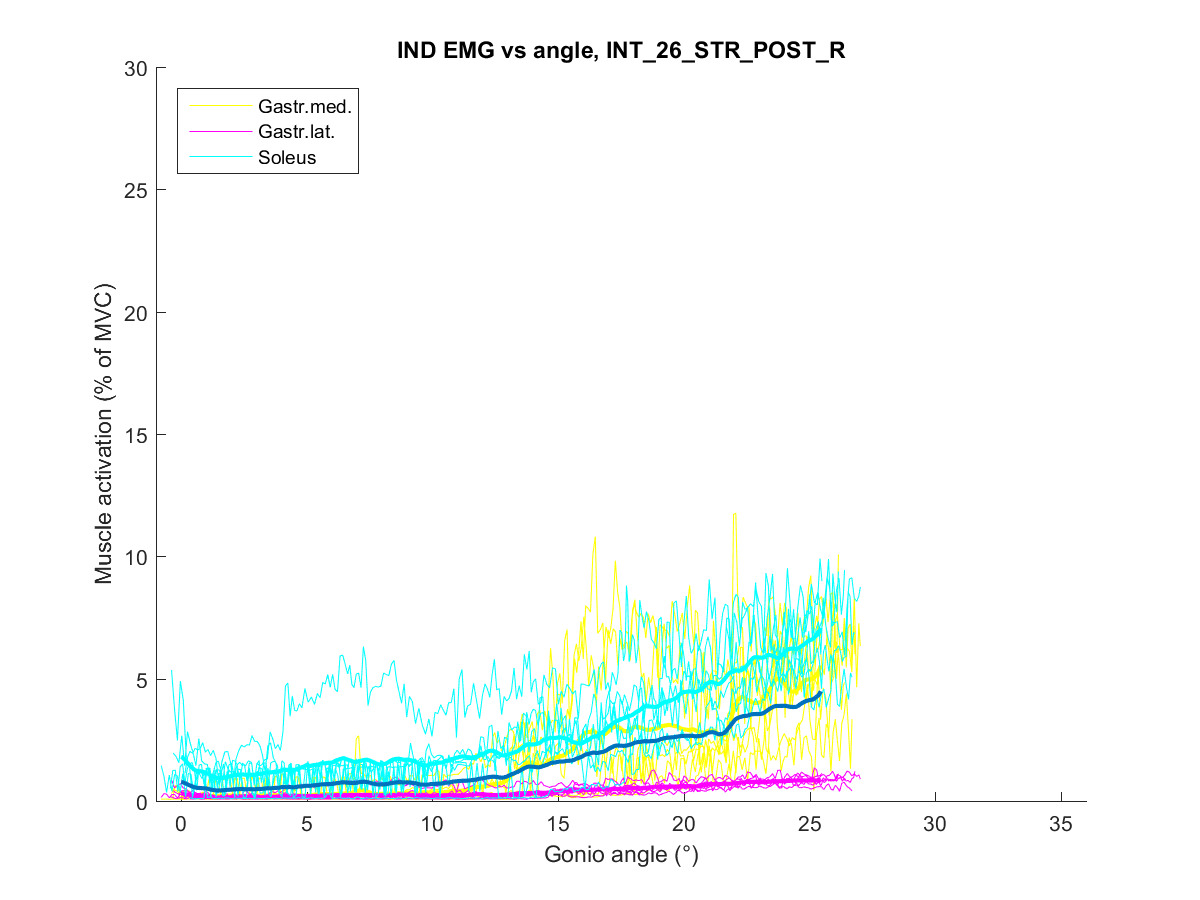 IND EMG vs angle, INT_26_STR_POST_R
30
25
20
15
10
5
0
Muscle activation (% of MVC)
Gastr.med.
Gastr.lat.
Soleus
0 5 10 15 20 25 30 35
Gonio angle (°)